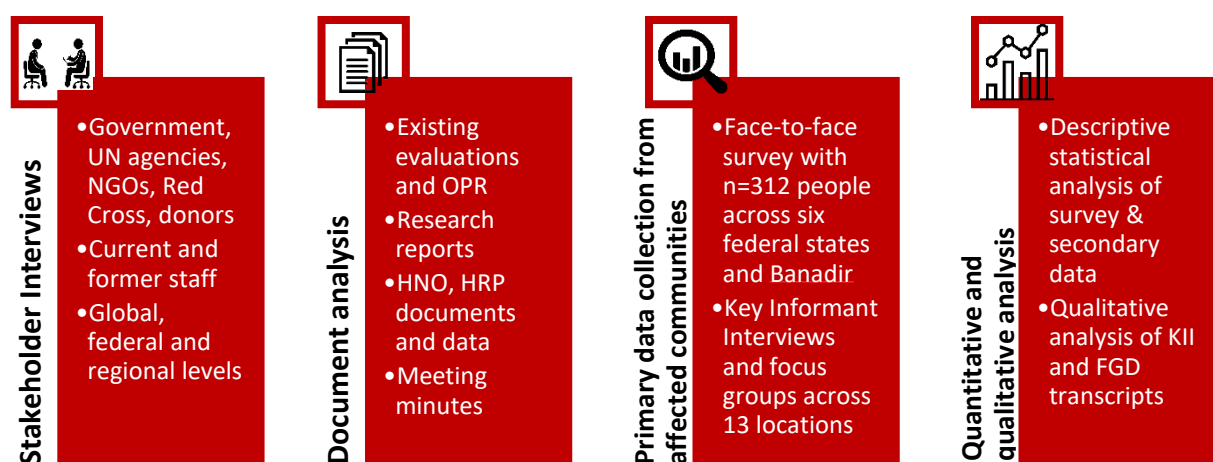 Stakeholder Interviews
•Government,
UN agencies,
NGOs, Red
Cross, donors
•Current and
former staff
•Global,
federal and
regional levels
Document analysis
•Existing
evaluations
and OPR
•Research
reports
•HNO, HRP
documents
and data
•Meeting
minutes
Primary data collection from
affected communities
•Face-to-face
survey with
n=312 people
across six
federal states
and Banadir
•Key Informant
Interviews
and focus
groups across
13 locations
Quantitative and
qualitative analysis
•Descriptive
statistical
analysis of
survey &
secondary
data
•Qualitative
analysis of KII
and FGD
transcripts